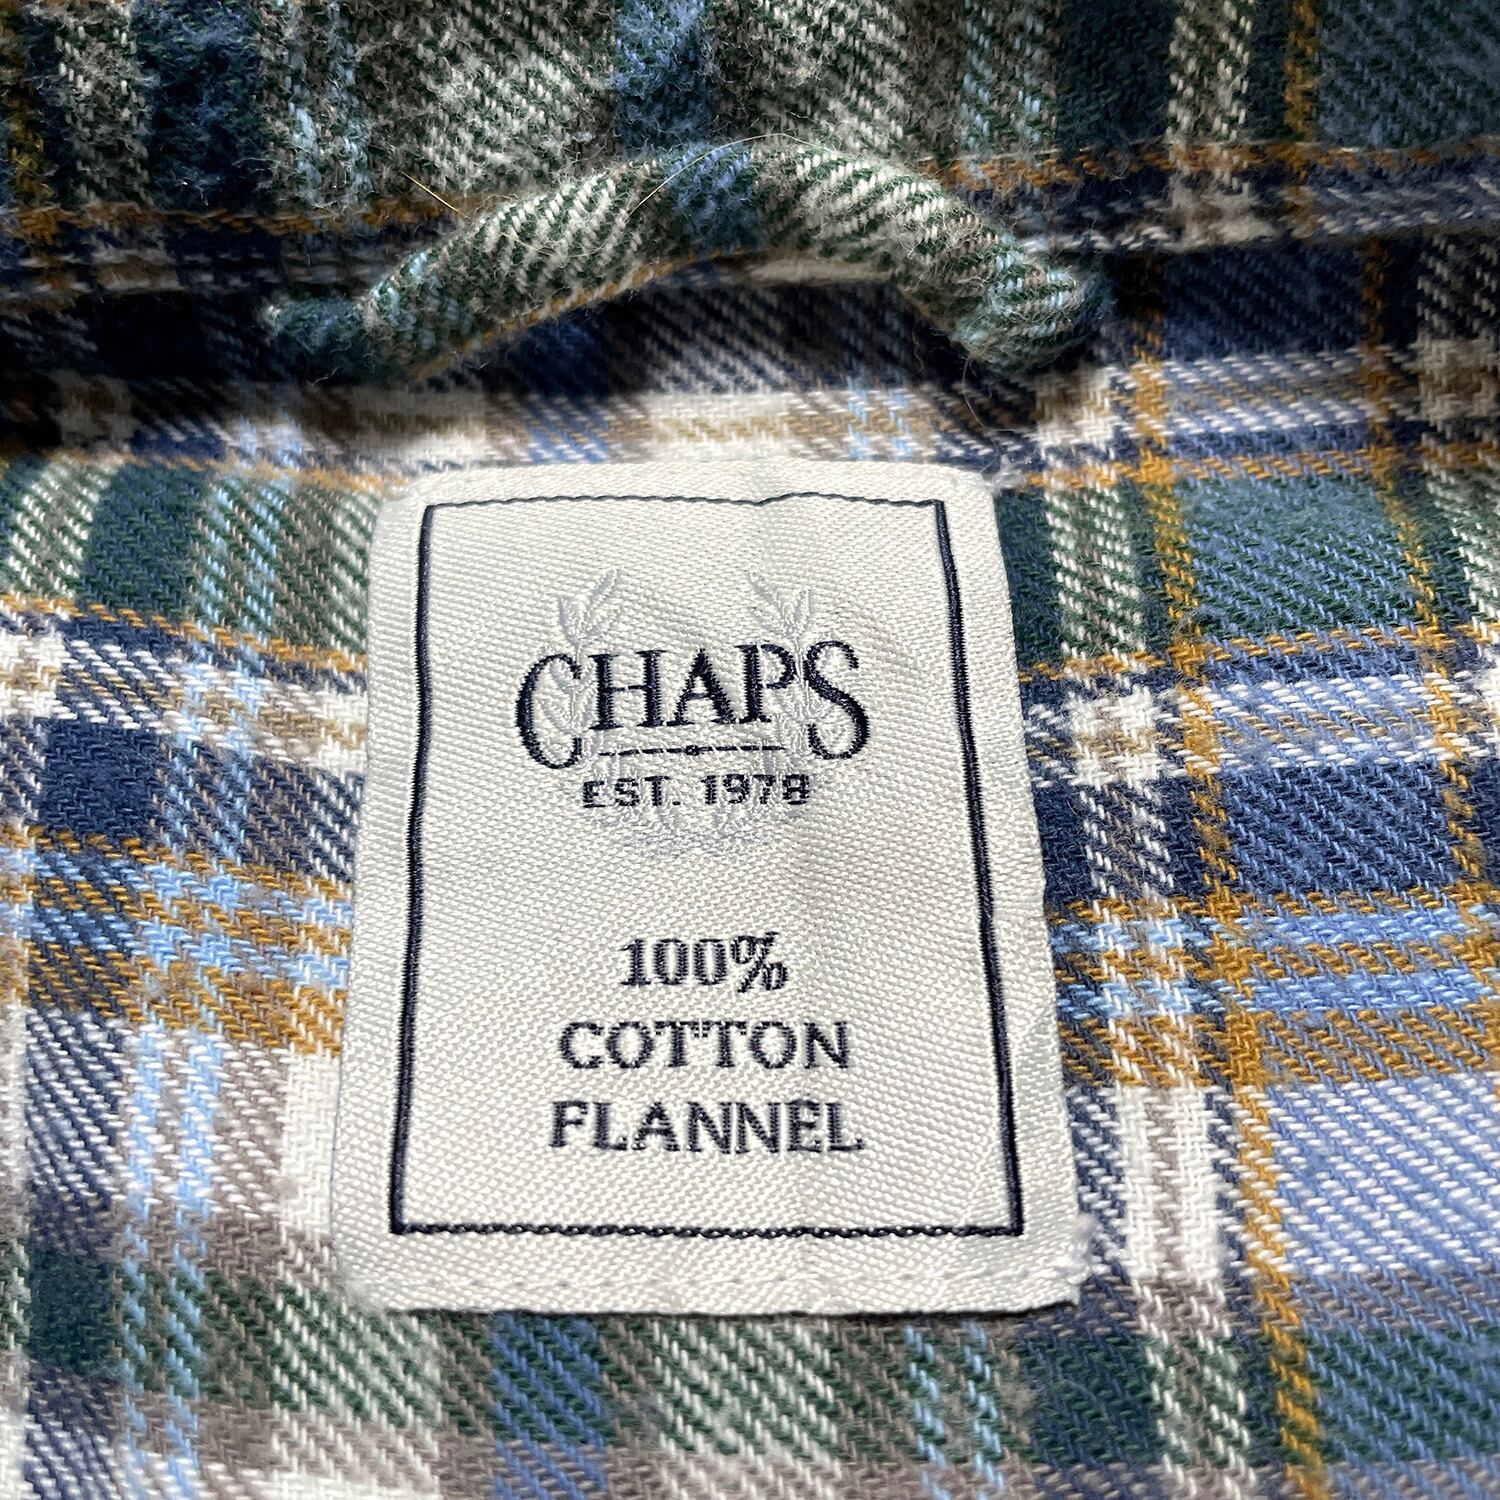 CHAPS
EST. 1978
100%
COTTON
FLANNEL